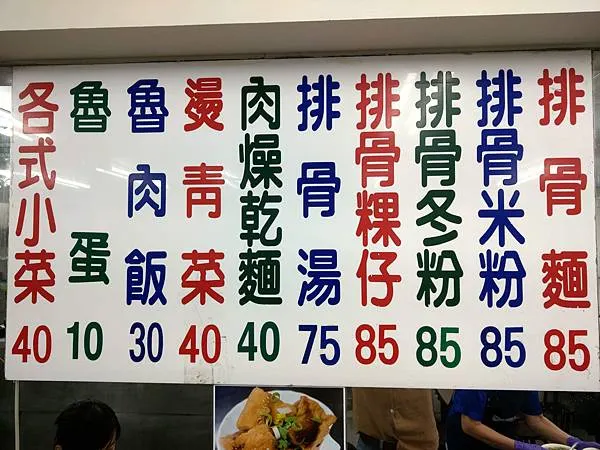 排骨麵 85
排骨米粉 85
排骨冬粉 85
排骨粿仔 85
排骨湯 75
肉燥乾麵 40
燙青菜 40
魯肉飯 30
魯蛋 10
各式小菜 40